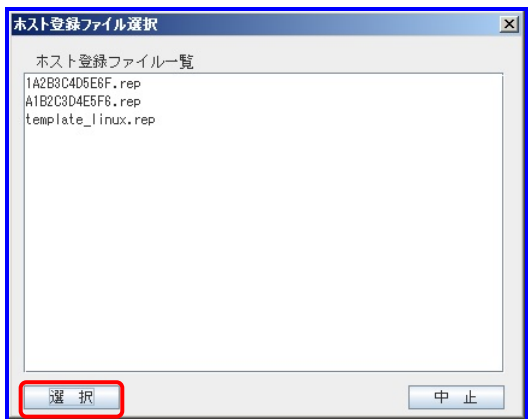 ホスト登録ファイル選択
ホスト登録ファイル一覧
1A2B3C4D5E6F.rep
A1B2C3D4E5F6.rep
template_linux.rep
選 択
中 止